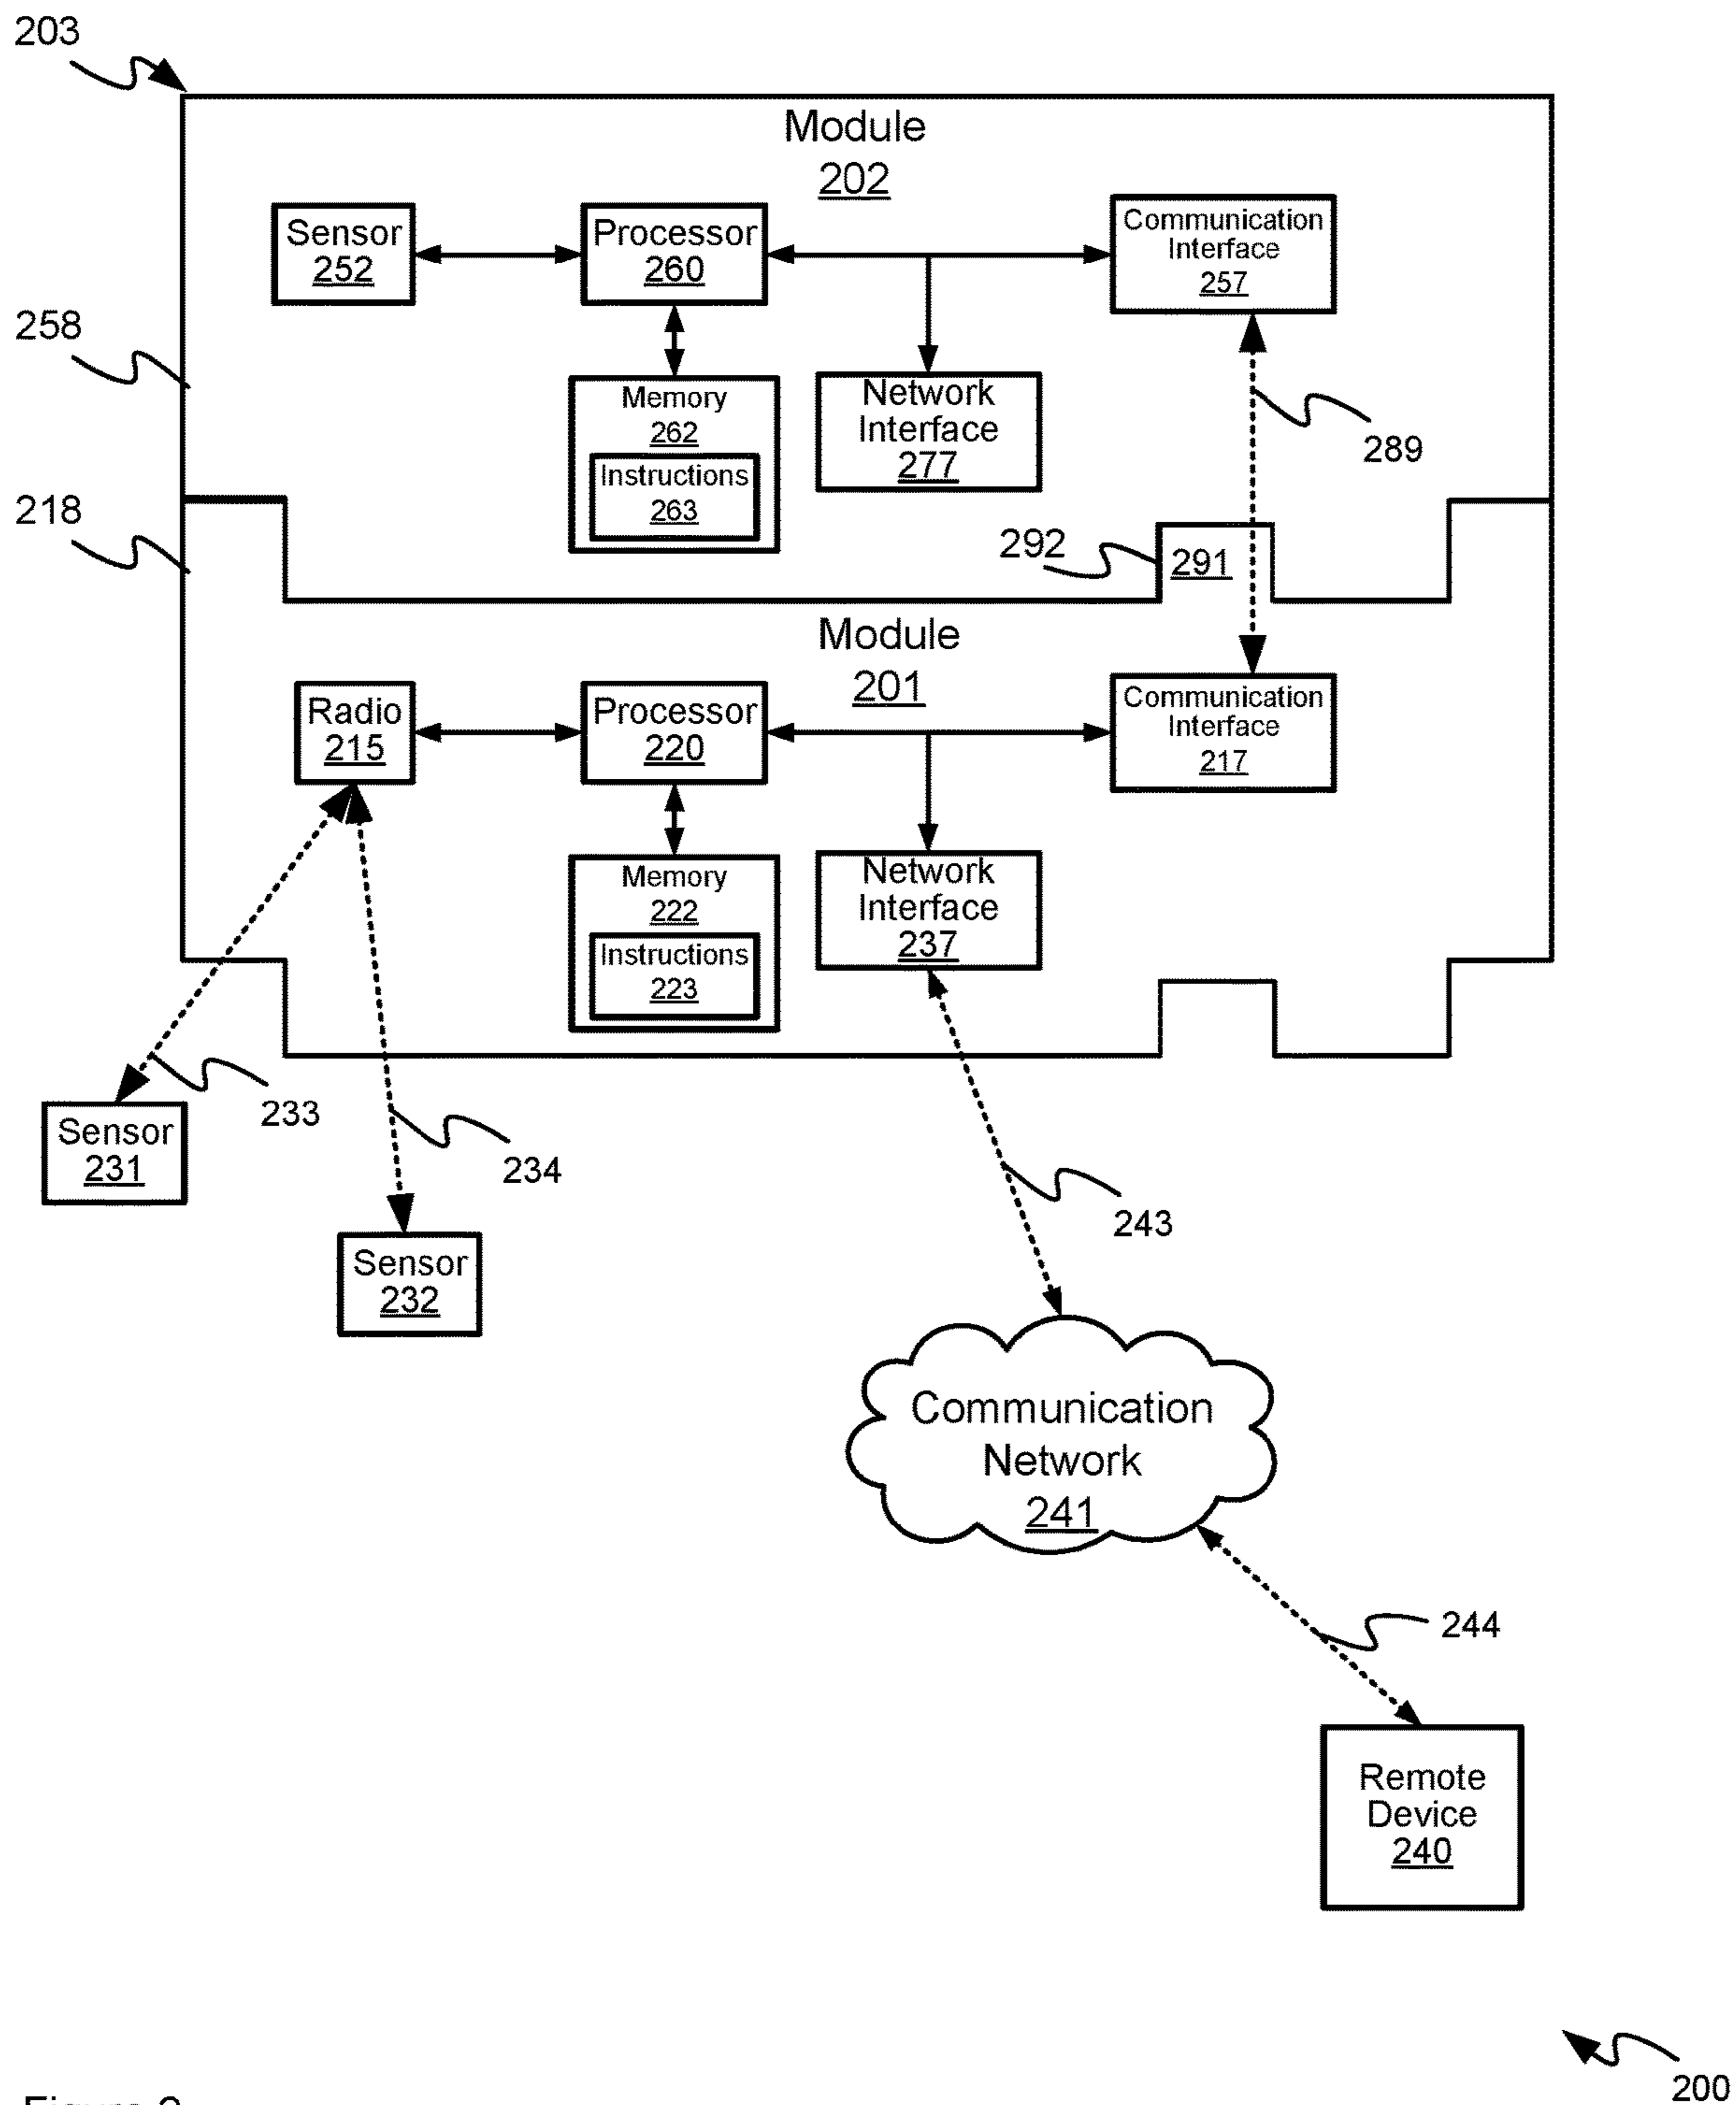 203
Module
202
Sensor
252
Processor
260
Communication
Interface
257
258
Memory
262
Instructions
263
Network
Interface
277
289
218
292
291
Module
201
Radio
215
Processor
220
Communication
Interface
217
Memory
222
Instructions
223
Network
Interface
237
233
Sensor
231
234
243
Sensor
232
Communication
Network
241
244
Remote
Device
240
200